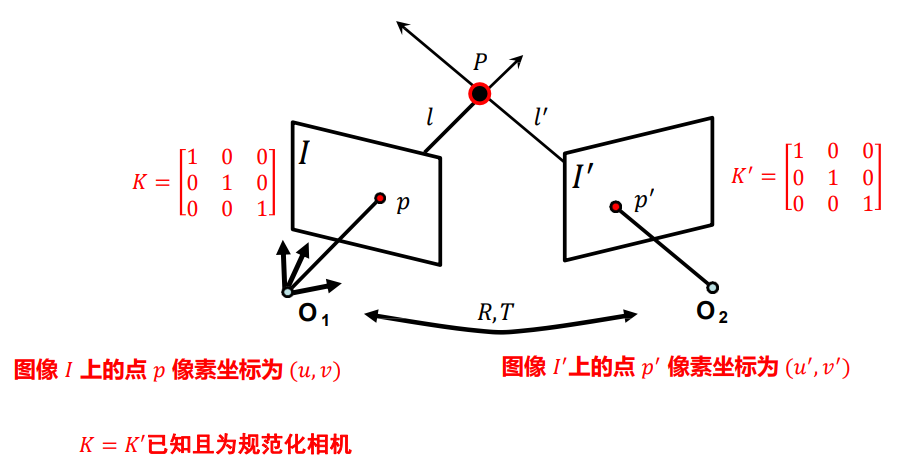 P
l
l′
I
I′
K = [1 0 0
0 1 0
0 0 1]
K′ = [1 0 0
0 1 0
0 0 1]
p
p′
O1
R, T
O2
图像 I 上的点 p 像素坐标为 (u, v)
图像 I′上的点 p′ 像素坐标为 (u′, v′)
K = K′已知且为规范化相机